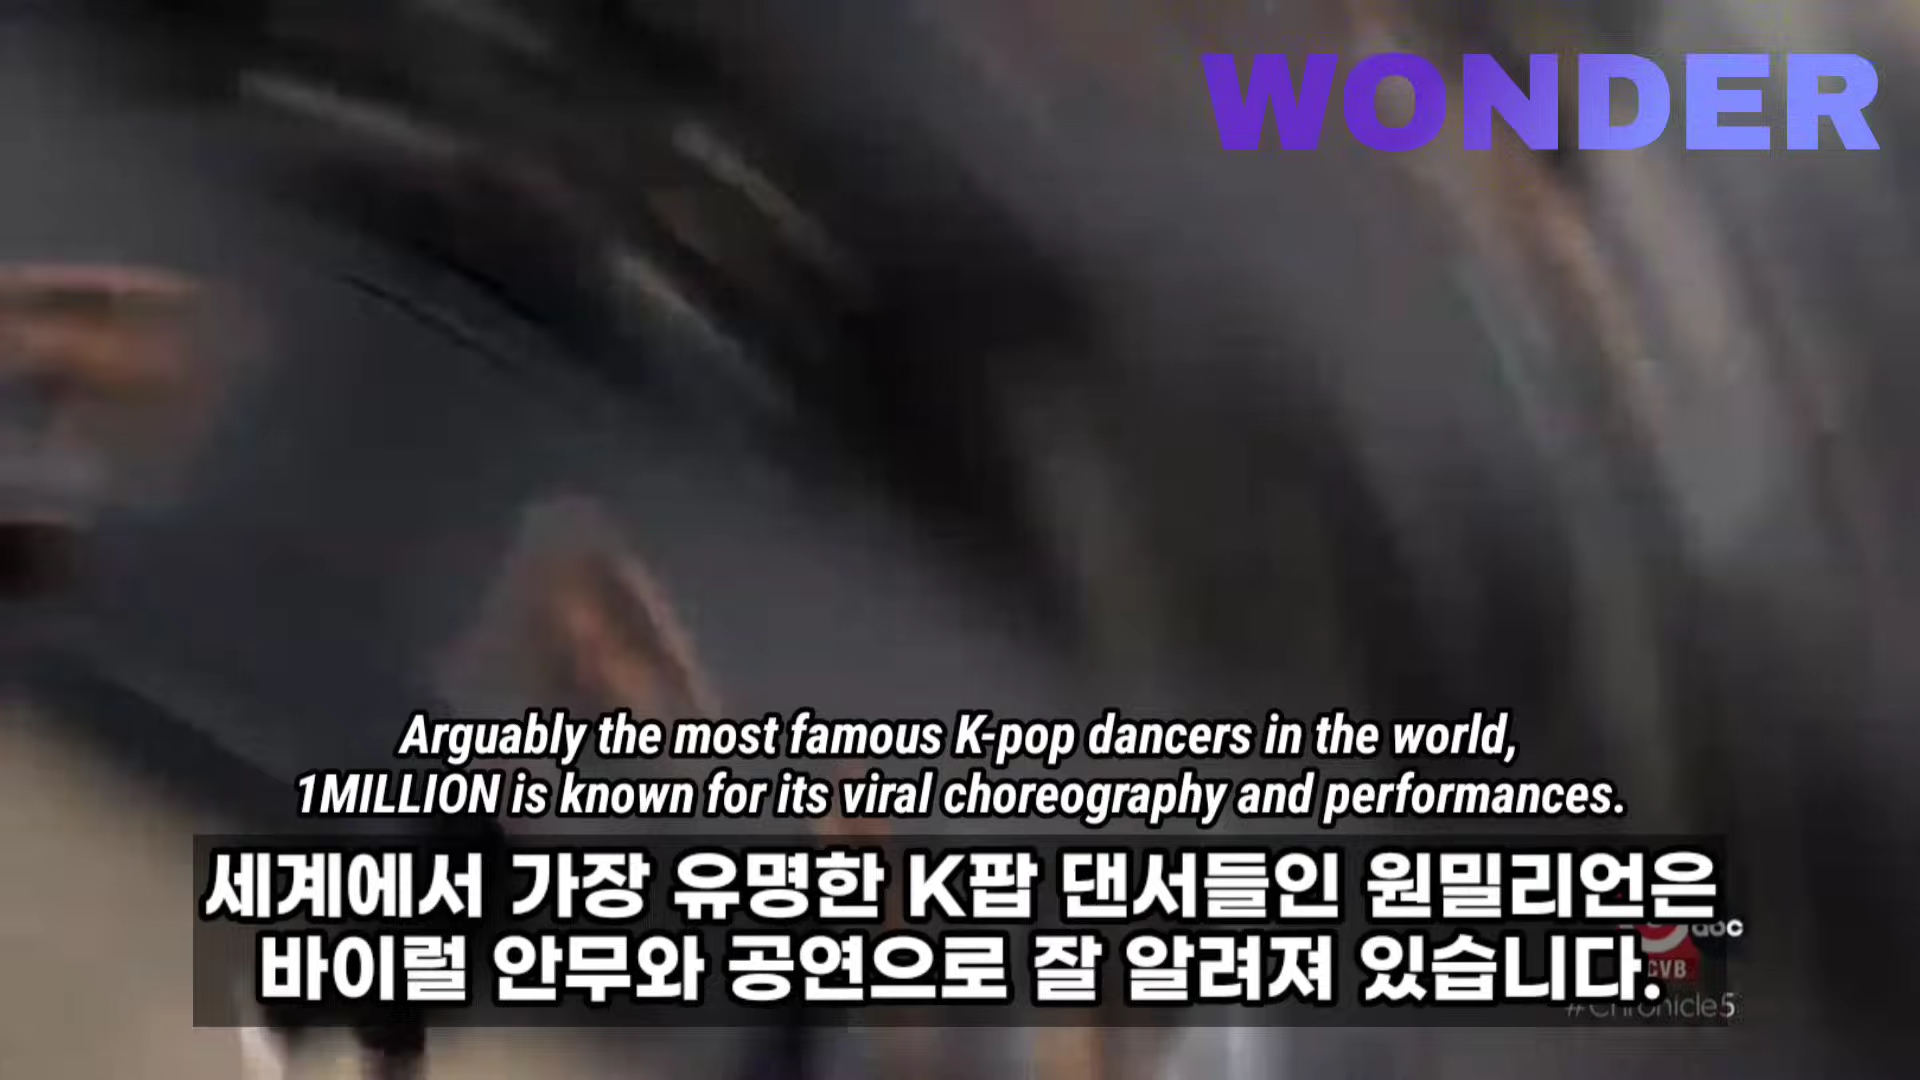 WONDER
Arguably the most famous K-pop dancers in the world,
1MILLION is known for its viral choreography and performances.
세계에서 가장 유명한 K팝 댄서들인 원밀리언은
바이럴 안무와 공연으로 잘 알려져 있습니다.
abc
CVB
#Chronicle5